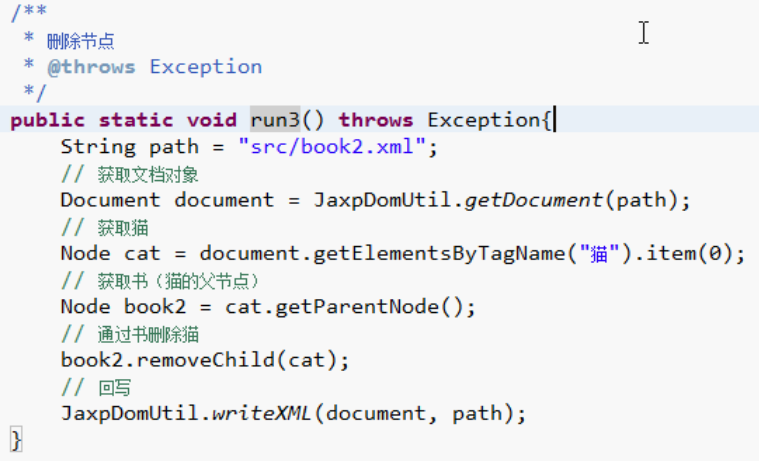 /**
 * 删除节点
 * @throws Exception
 */
public static void run3() throws Exception{
    String path = "src/book2.xml";
    // 获取文档对象
    Document document = JaxpDomUtil.getDocument(path);
    // 获取猫
    Node cat = document.getElementsByTagName("猫").item(0);
    // 获取书（猫的父节点）
    Node book2 = cat.getParentNode();
    // 通过书删除猫
    book2.removeChild(cat);
    // 回写
    JaxpDomUtil.writeXML(document, path);
}